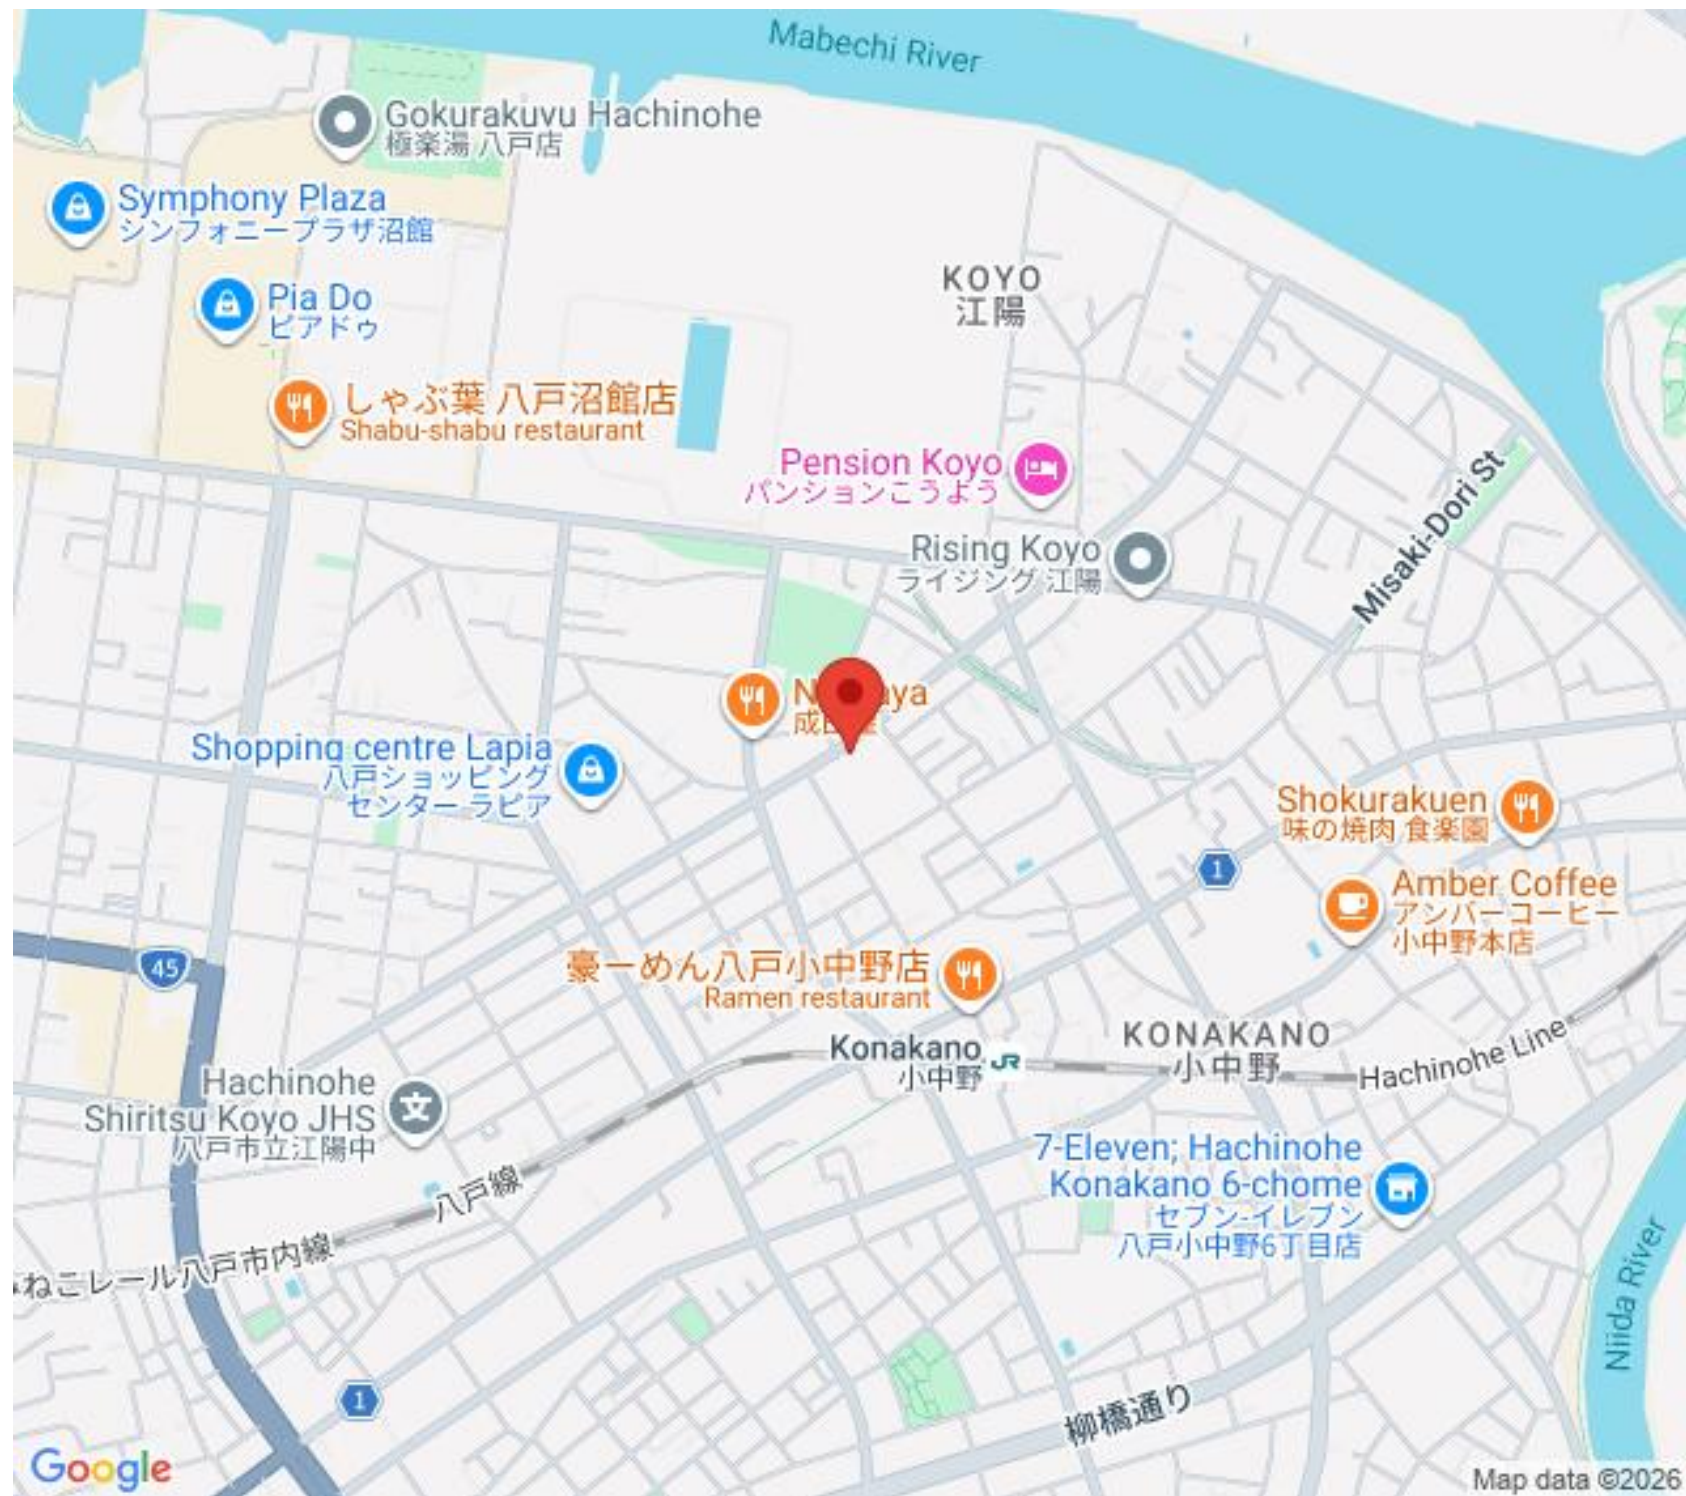 Mabechi River
Gokurakuyu Hachinohe
極楽湯 八戸店
Symphony Plaza
シンフォニープラザ沼館
Pia Do
ピアドゥ
KOYO
江陽
しゃぶ葉 八戸沼館店
Shabu-shabu restaurant
Pension Koyo
パンションこうよう
Misaki-Dori St
Rising Koyo
ライジング 江陽
成田屋
Shopping centre Lapia
八戸ショッピング
センター ラピア
Shokurakuen
味の焼肉 食楽園
1
Amber Coffee
アンバーコーヒー
小中野本店
45
豪ーめん八戸小中野店
Ramen restaurant
Konakano
小中野
JR
KONAKANO
小中野
Hachinohe Line
Hachinohe
Shiritsu Koyo JHS
八戸市立江陽中
7-Eleven; Hachinohe
Konakano 6-chome
セブン-イレブン
八戸小中野6丁目店
八戸線
ねこレール八戸市内線
Niida River
1
柳橋通り
Google
Map data ©2026